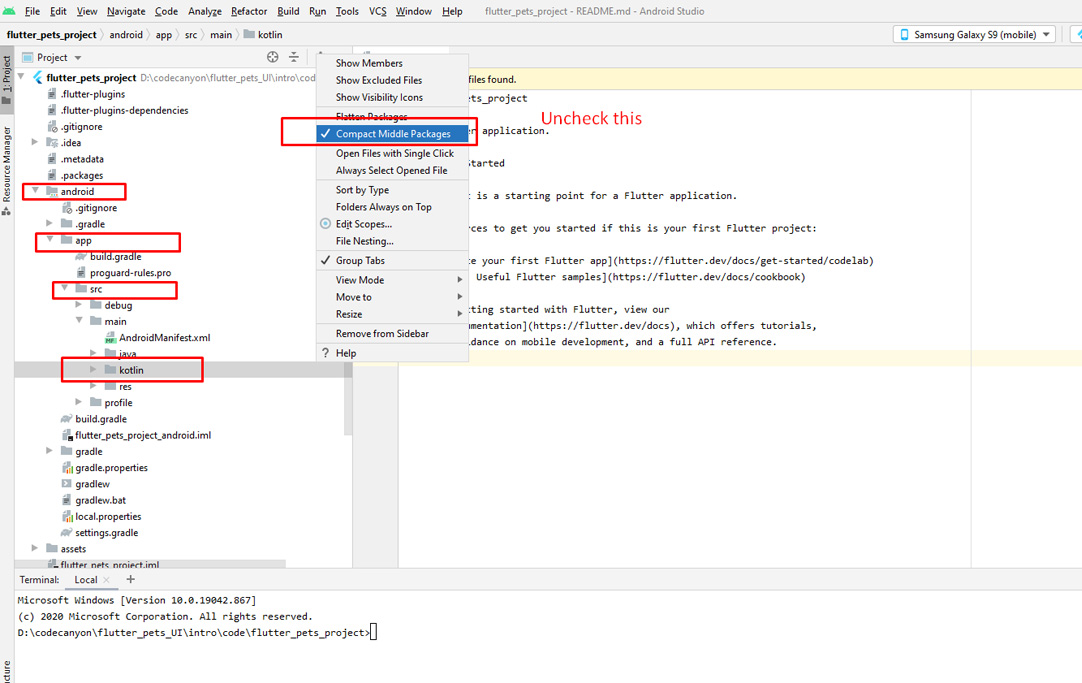 File Edit View Navigate Code Analyze Refactor Build Run Tools VCS Window Help flutter_pets_project - README.md - Android Studio
flutter_pets_project android app src main kotlin Samsung Galaxy S9 (mobile)
1: Project
Resource Manager
Project
flutter_pets_project D:\codecanyon\flutter_pets_UI\intro\cod
.flutter-plugins
.flutter-plugins-dependencies
.gitignore
.idea
.metadata
.packages
android
.gitignore
.gradle
app
build.gradle
proguard-rules.pro
src
debug
main
AndroidManifest.xml
java
kotlin
res
profile
build.gradle
flutter_pets_project_android.iml
gradle
gradle.properties
gradlew
gradlew.bat
local.properties
settings.gradle
assets
flutter_pets_project.iml
Show Members
Show Excluded Files
Show Visibility Icons
Flatten Packages
Compact Middle Packages
Open Files with Single Click
Always Select Opened File
Sort by Type
Folders Always on Top
Edit Scopes...
File Nesting...
Group Tabs
View Mode
Move to
Resize
Remove from Sidebar
? Help
Uncheck this
files found.
ets_project
er application.
Started
t is a starting point for a Flutter application.
rces to get you started if this is your first Flutter project:
te your first Flutter app](https://flutter.dev/docs/get-started/codelab)
Useful Flutter samples](https://flutter.dev/docs/cookbook)
tting started with Flutter, view our
umentation](https://flutter.dev/docs), which offers tutorials,
idance on mobile development, and a full API reference.
Terminal: Local × +
Microsoft Windows [Version 10.0.19042.867]
(c) 2020 Microsoft Corporation. All rights reserved.
D:\codecanyon\flutter_pets_UI\intro\code\flutter_pets_project>